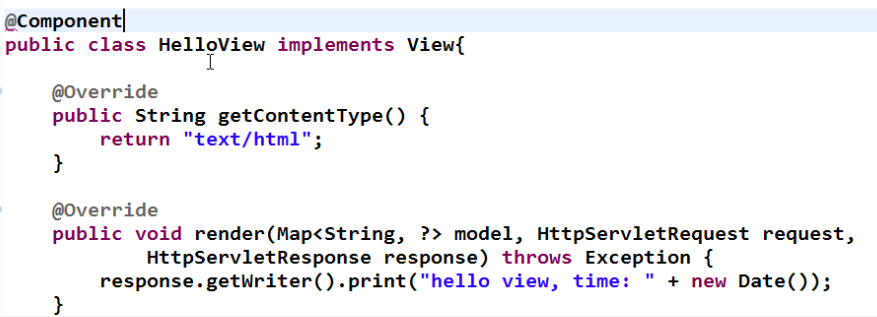 @Component
public class HelloView implements View{
@Override
public String getContentType() {
return "text/html";
}
@Override
public void render(Map<String, ?> model, HttpServletRequest request,
HttpServletResponse response) throws Exception {
response.getWriter().print("hello view, time: " + new Date());
}